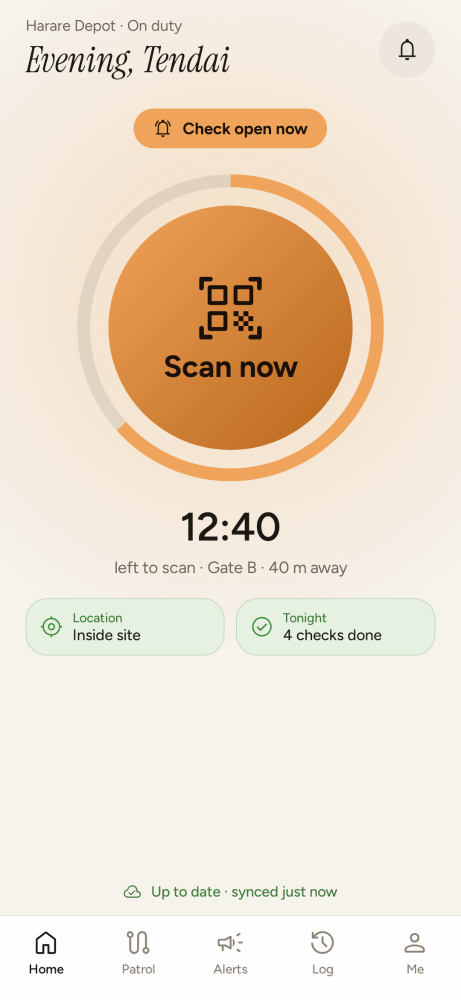 Harare Depot · On duty
Evening, Tendai
Check open now
Scan now
12:40
left to scan · Gate B · 40 m away
Location
Inside site
Tonight
4 checks done
Up to date · synced just now
Home
Patrol
Alerts
Log
Me